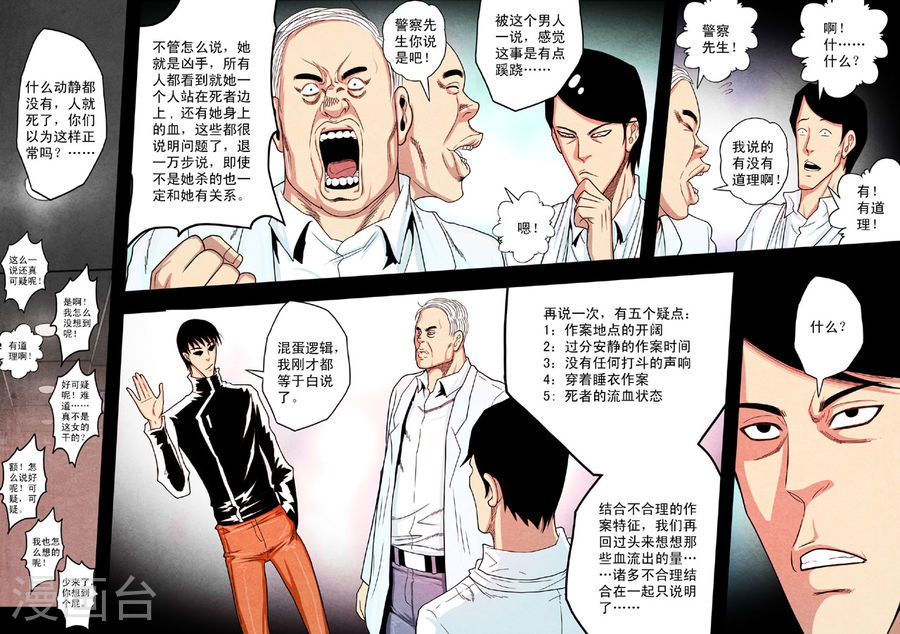 什么动静都
没有，人就
死了，你们
以为这样正
常吗？……
不管怎么说，她
就是凶手，所有
人都看到就她一
个人站在死者边
上，还有她身上
的血，这些都很
说明问题了，退
一万步说，即使
不是她杀的也一
定和她有关系。
警察先
生你说
是吧！
被这个男人
一说，感觉
这事是有点
蹊跷……
嗯！
警察
先生！
啊！
什……
什么？
我说的
有没有
道理啊！
有！
有道
理！
这么一
说还真
可疑呢！
是啊！
我怎么
没想到
呢！
有道
理啊！
好可疑
呢！难
道……
真不是
这女的
干的？
额！怎
么说呢
，好可
疑，可
疑。
我也怎
么想的
呢！
少来了，
你想到
个屁。
混蛋逻辑，
我刚才都
等于白说
了。
再说一次，有五个疑点：
1：作案地点的开阔
2：过分安静的作案时间
3：没有任何打斗的声响
4：穿着睡衣作案
5：死者的流血状态
什么？
结合不合理的作
案特征，我们再
回过头来想想那
些血流出的量…
…诸多不合理结
合在一起只说明
了……
漫画台